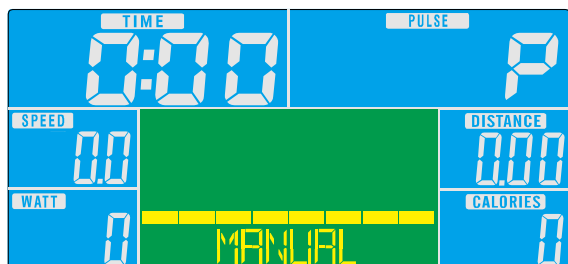 TIME PULSE
0:00 P
SPEED DISTANCE
0.0 0.00
WATT CALORIES
0 0
MANUAL